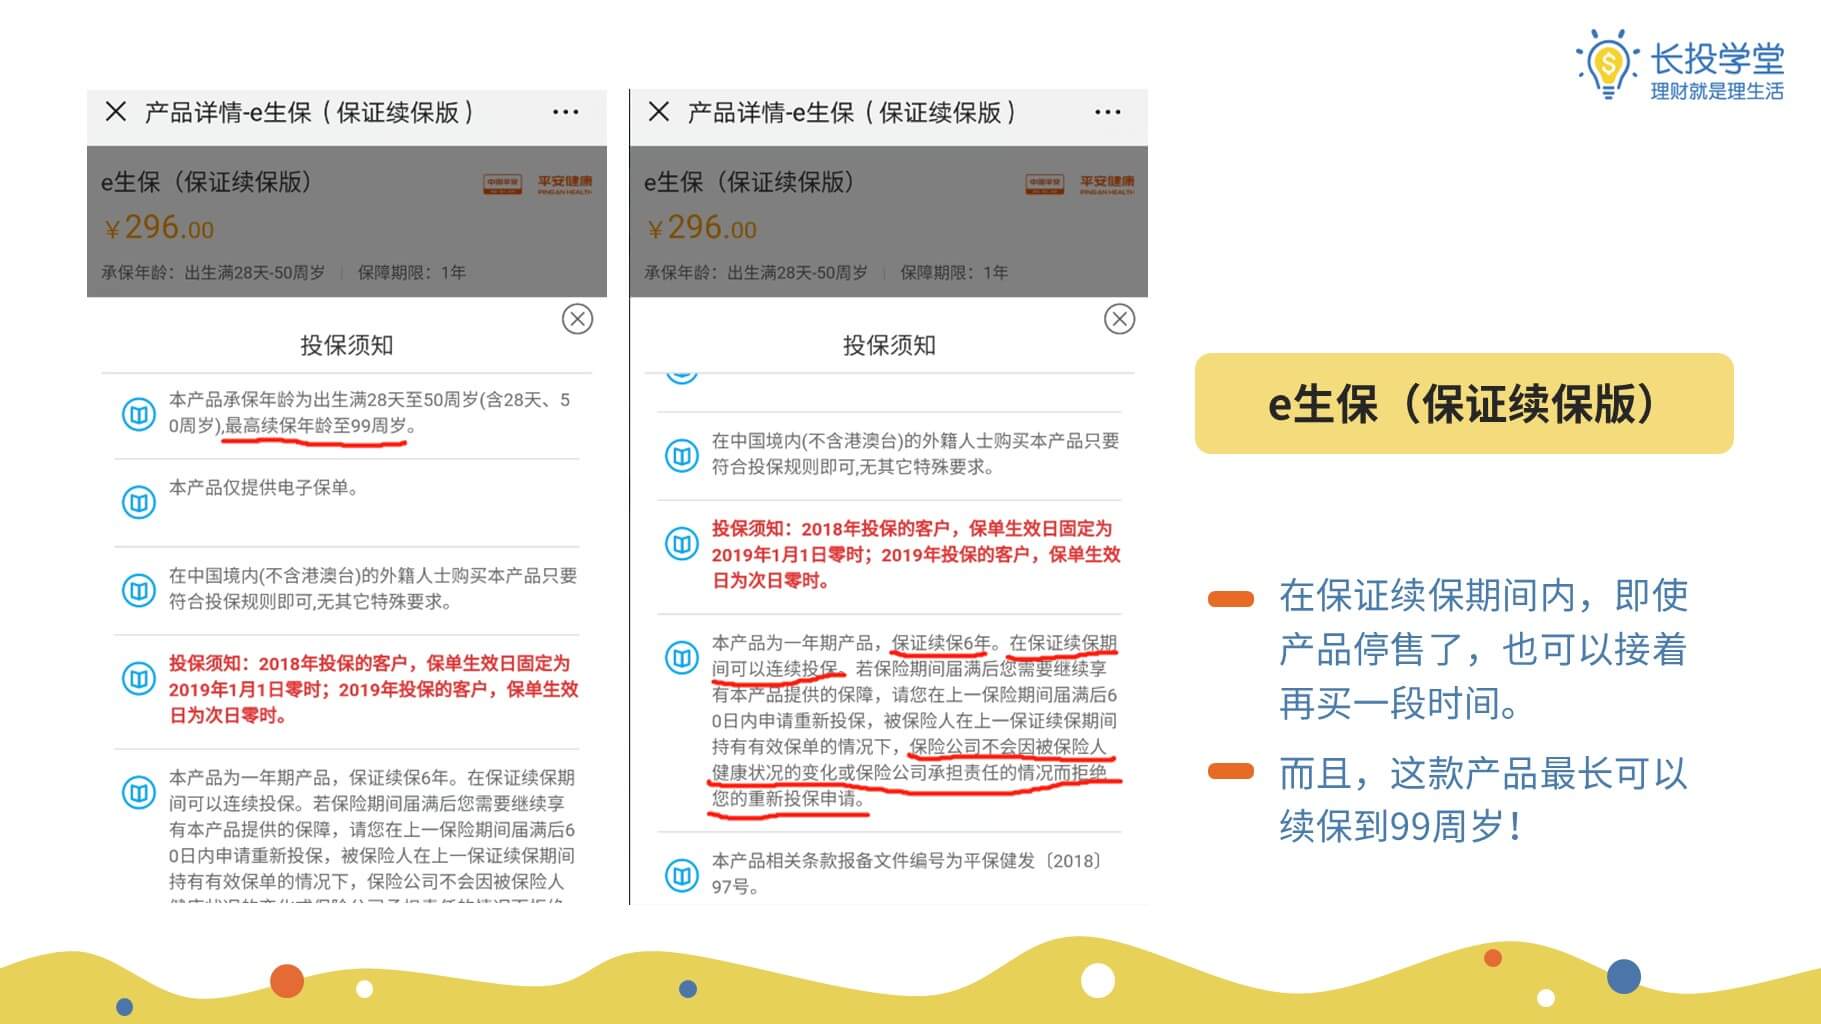 长投学堂
理财就是理生活
产品详情-e生保（保证续保版）
e生保（保证续保版）
中国平安 平安健康
PINGAN HEALTH
￥296.00
承保年龄：出生满28天-50周岁 | 保障期限：1年
投保须知
本产品承保年龄为出生满28天至50周岁(含28天、5
0周岁),最高续保年龄至99周岁。
本产品仅提供电子保单。
在中国境内(不含港澳台)的外籍人士购买本产品只要
符合投保规则即可,无其它特殊要求。
投保须知：2018年投保的客户，保单生效日固定为
2019年1月1日零时；2019年投保的客户，保单生效
日为次日零时。
本产品为一年期产品，保证续保6年。在保证续保期
间可以连续投保。若保险期间届满后您需要继续享
有本产品提供的保障，请您在上一保险期间届满后6
0日内申请重新投保，被保险人在上一保证续保期间
持有有效保单的情况下，保险公司不会因被保险人
产品详情-e生保（保证续保版）
e生保（保证续保版）
中国平安 平安健康
PINGAN HEALTH
￥296.00
承保年龄：出生满28天-50周岁 | 保障期限：1年
投保须知
在中国境内(不含港澳台)的外籍人士购买本产品只要
符合投保规则即可,无其它特殊要求。
投保须知：2018年投保的客户，保单生效日固定为
2019年1月1日零时；2019年投保的客户，保单生效
日为次日零时。
本产品为一年期产品，保证续保6年。在保证续保期
间可以连续投保。若保险期间届满后您需要继续享
有本产品提供的保障，请您在上一保险期间届满后6
0日内申请重新投保，被保险人在上一保证续保期间
持有有效保单的情况下，保险公司不会因被保险人
健康状况的变化或保险公司承担责任的情况而拒绝
您的重新投保申请。
本产品相关条款报备文件编号为平保健发〔2018〕
97号。
e生保（保证续保版）
在保证续保期间内，即使
产品停售了，也可以接着
再买一段时间。
而且，这款产品最长可以
续保到99周岁！